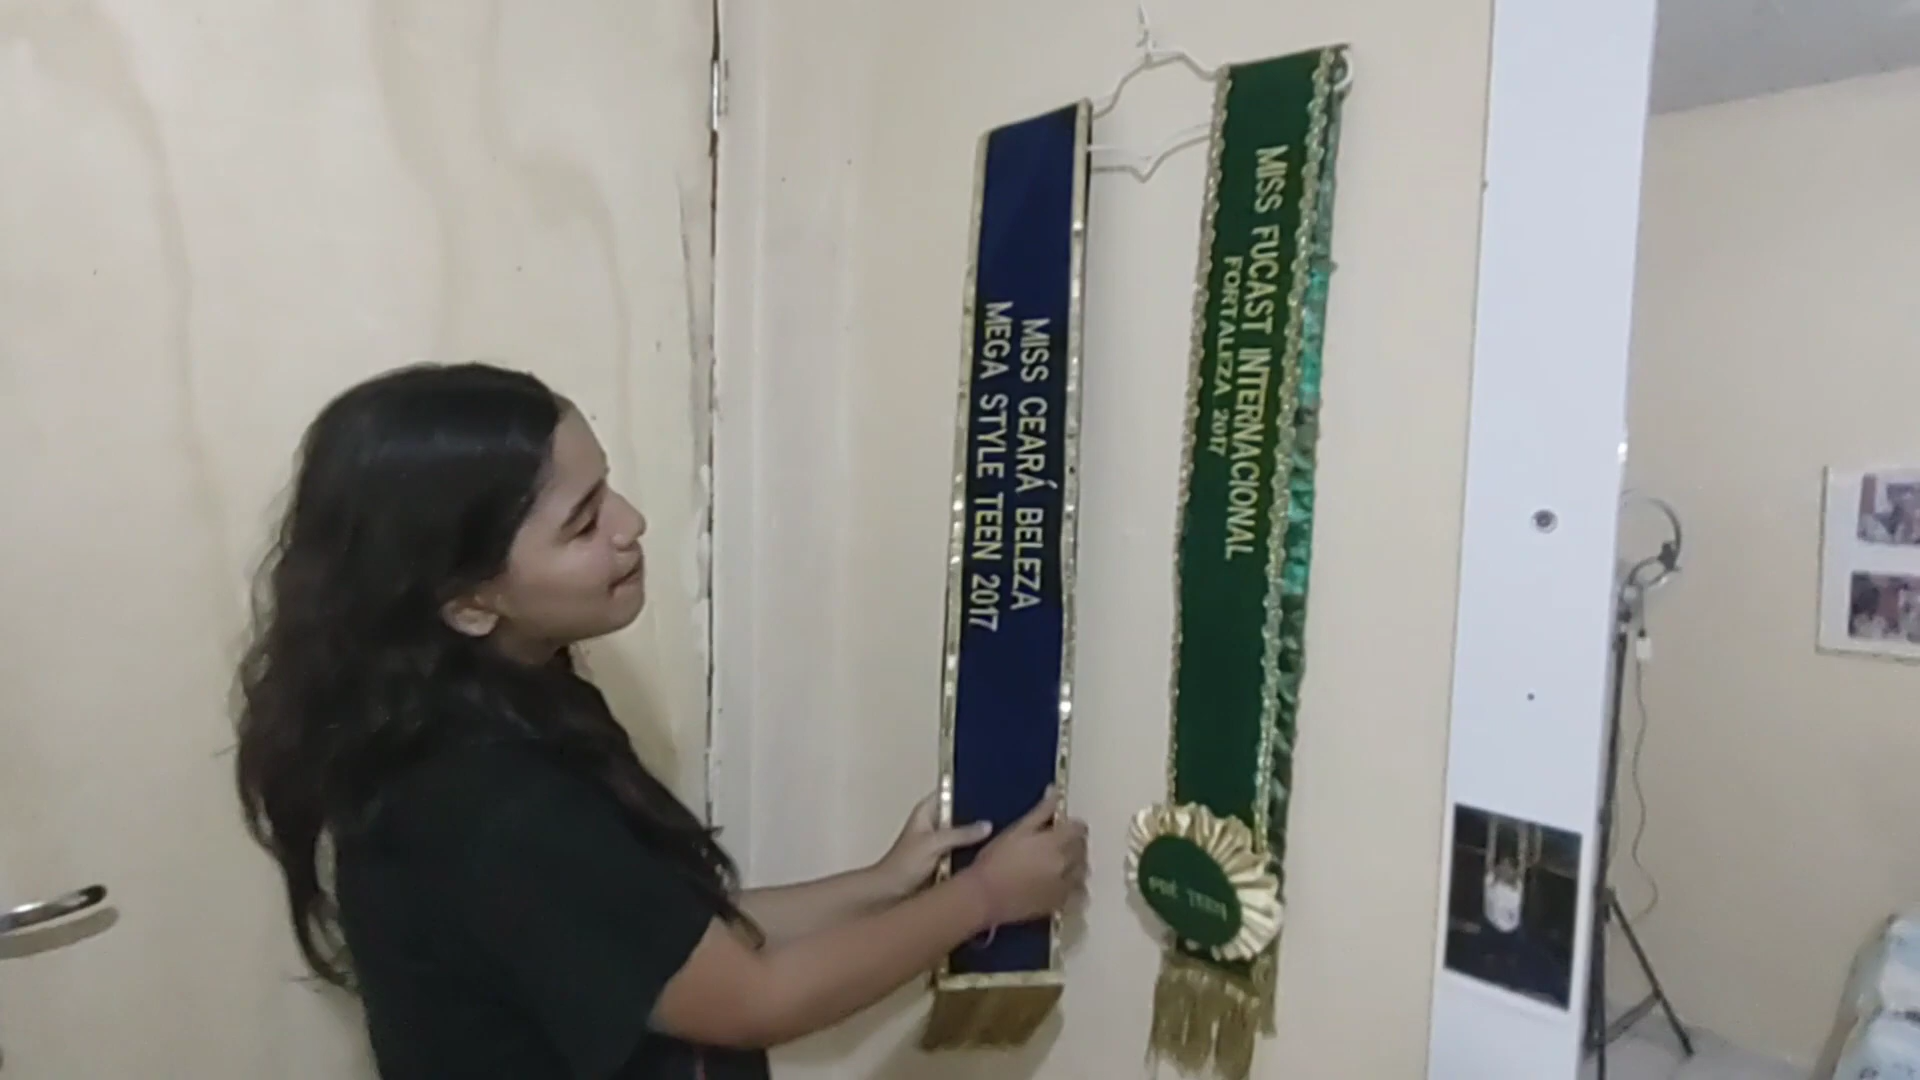 MISS CEARÁ BELEZA
MEGA STYLE TEEN 2017
MISS FUCAST INTERNACIONAL
FORTALEZA 2017
PRÉ TEEN